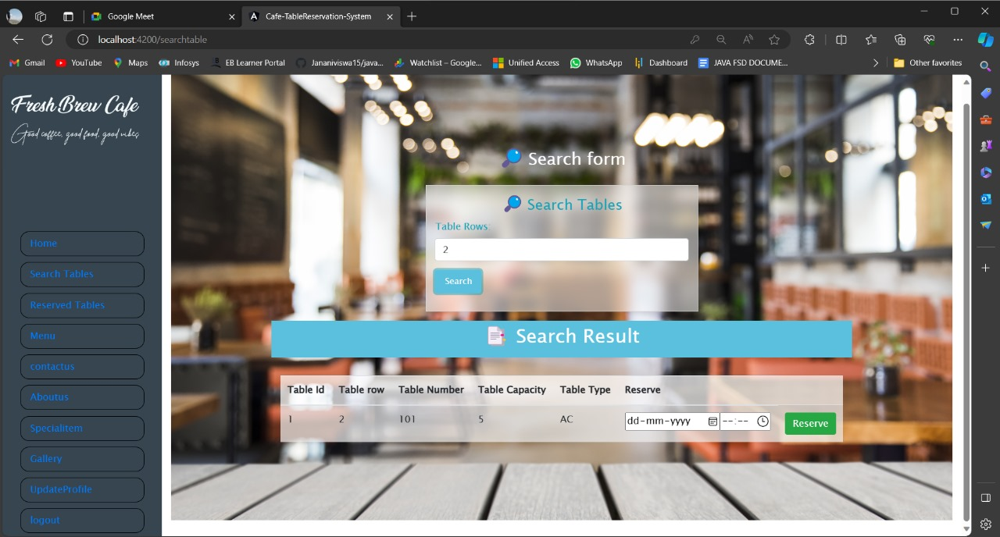 Google Meet
Cafe-TableReservation-System
localhost:4200/searchtable
Gmail
YouTube
Maps
Infosys
EB Learner Portal
Jananiviswa15/java...
Watchlist – Google...
Unified Access
WhatsApp
Dashboard
JAVA FSD DOCUME...
Other favorites
Fresh Brew Cafe
Good coffee, good food, good vibes
Home
Search Tables
Reserved Tables
Menu
contactus
Aboutus
Specialitem
Gallery
UpdateProfile
logout
Search form
Search Tables
Table Rows:
2
Search
Search Result
Table Id Table row Table Number Table Capacity Table Type Reserve
1 2 101 5 AC dd-mm-yyyy --:-- Reserve